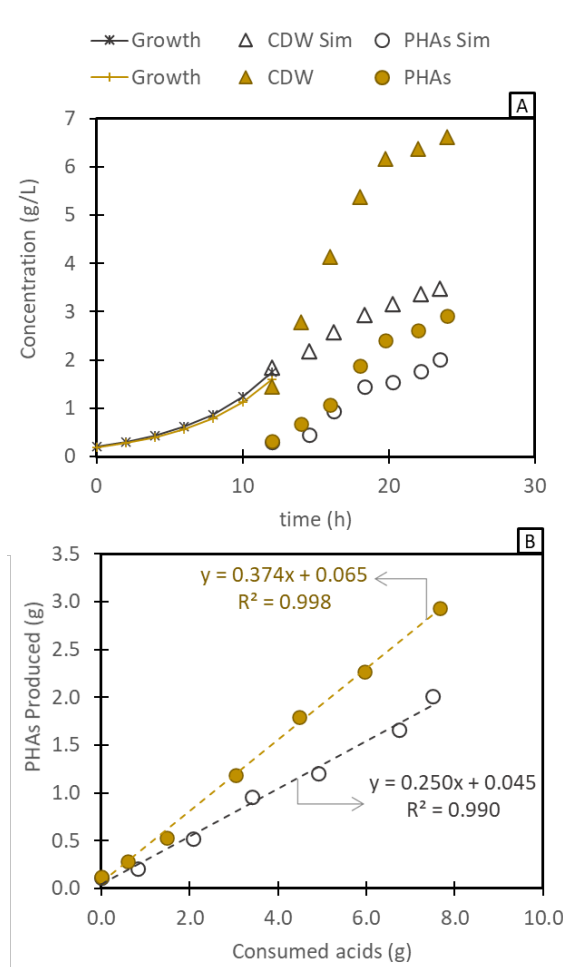 Growth CDW Sim PHAs Sim
Growth CDW PHAs
A
7
6
5
4
3
2
1
0
Concentration (g/L)
0 10 20 30
time (h)
B
3.5
3.0
2.5
2.0
1.5
1.0
0.5
0.0
PHAs Produced (g)
y = 0.374x + 0.065
R² = 0.998
y = 0.250x + 0.045
R² = 0.990
0.0 2.0 4.0 6.0 8.0 10.0
Consumed acids (g)